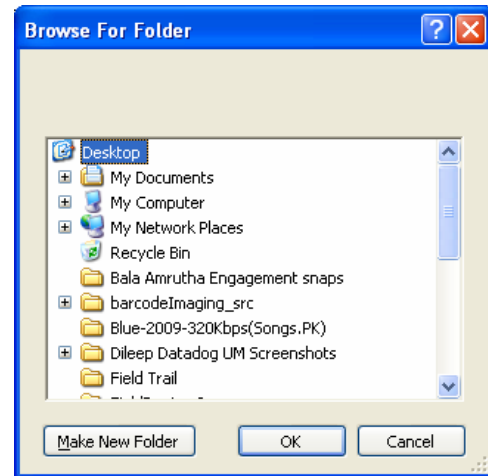 Browse For Folder
Desktop
My Documents
My Computer
My Network Places
Recycle Bin
Bala Amrutha Engagement snaps
barcodeImaging_src
Blue-2009-320Kbps(Songs.PK)
Dileep Datadog UM Screenshots
Field Trail
Make New Folder
OK
Cancel